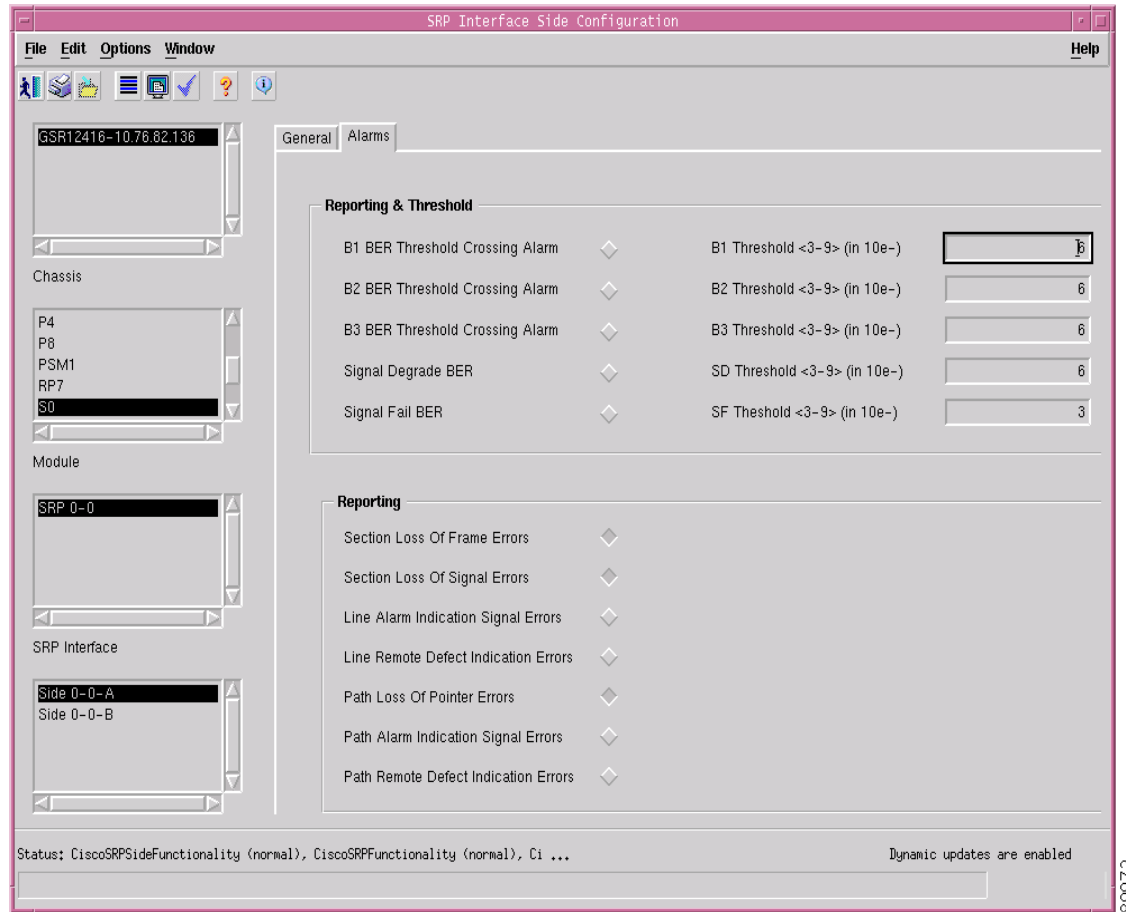 SRP Interface Side Configuration
File Edit Options Window Help
GSR12416-10.76.82.136
Chassis
P4
P8
PSM1
RP7
S0
Module
SRP 0-0
SRP Interface
Side 0-0-A
Side 0-0-B
General Alarms
Reporting & Threshold
B1 BER Threshold Crossing Alarm B1 Threshold <3-9> (in 10e-) 6
B2 BER Threshold Crossing Alarm B2 Threshold <3-9> (in 10e-) 6
B3 BER Threshold Crossing Alarm B3 Threshold <3-9> (in 10e-) 6
Signal Degrade BER SD Threshold <3-9> (in 10e-) 6
Signal Fail BER SF Theshold <3-9> (in 10e-) 3
Reporting
Section Loss Of Frame Errors
Section Loss Of Signal Errors
Line Alarm Indication Signal Errors
Line Remote Defect Indication Errors
Path Loss Of Pointer Errors
Path Alarm Indication Signal Errors
Path Remote Defect Indication Errors
Status: CiscoSRPSideFunctionality (normal), CiscoSRPFunctionality (normal), Ci ... Dynamic updates are enabled